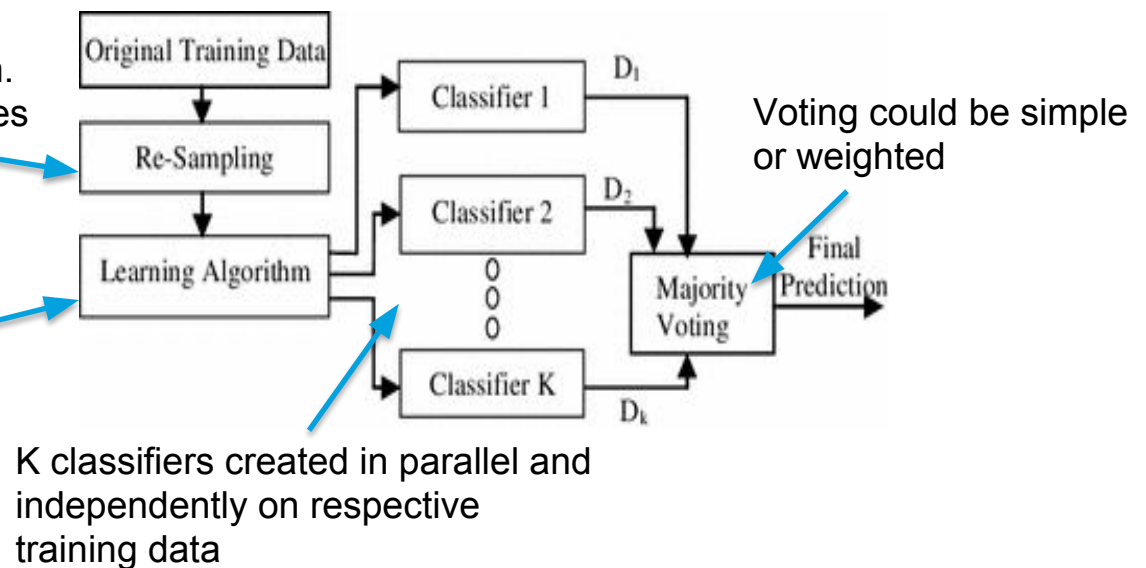 n.
es
Original Training Data
Re-Sampling
Learning Algorithm
Classifier 1
Classifier 2
Classifier K
D₁
D₂
Dₖ
Majority
Voting
Final
Prediction
Voting could be simple
or weighted
K classifiers created in parallel and
independently on respective
training data